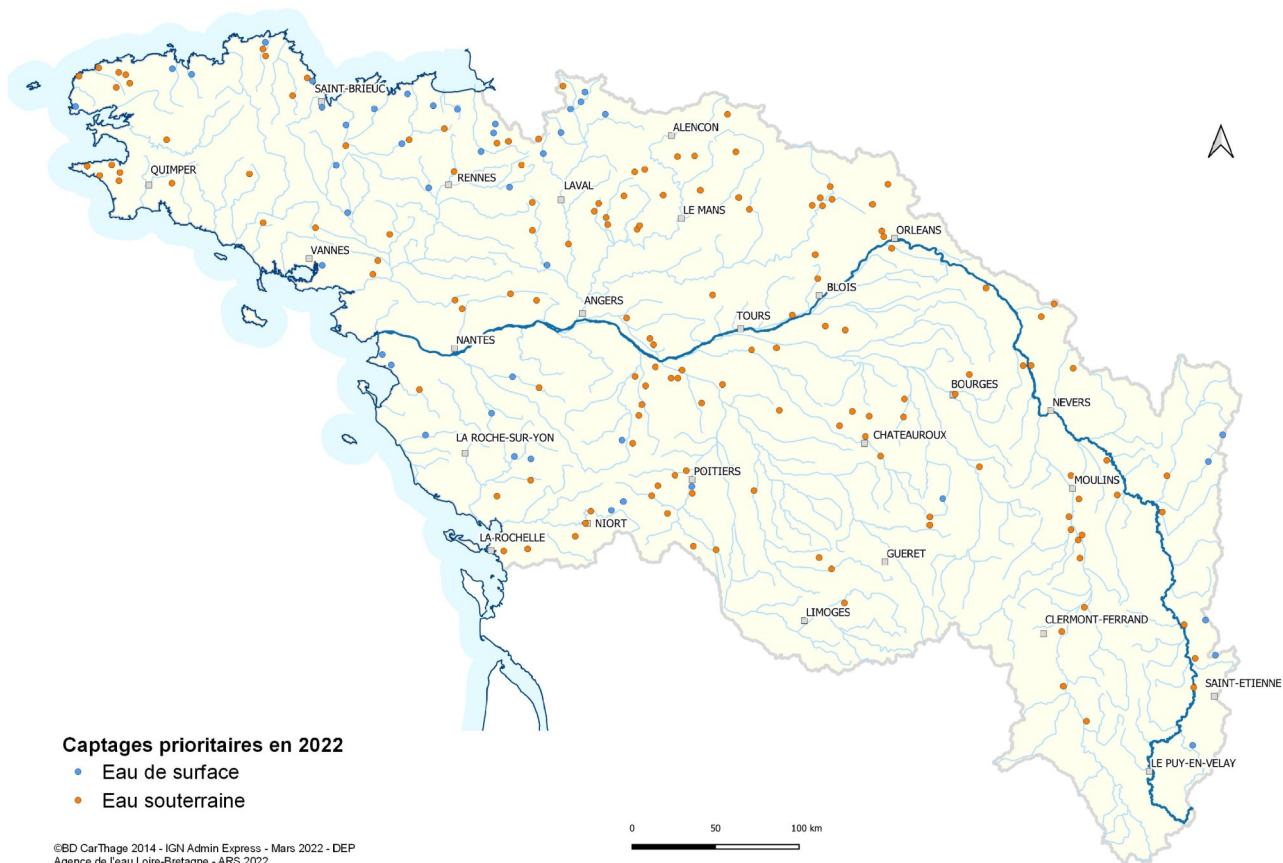 SAINT-BRIEUC
ALENCON
QUIMPER
RENNES
LAVAL
LE MANS
ORLEANS
VANNES
BLOIS
ANGERS
TOURS
NANTES
BOURGES
NEVERS
LA ROCHE-SUR-YON
CHATEAUROUX
POITIERS
MOULINS
NIORT
LA-ROCHELLE
GUERET
LIMOGES
CLERMONT-FERRAND
SAINT-ETIENNE
LE PUY-EN-VELAY
Captages prioritaires en 2022
Eau de surface
Eau souterraine
0 50 100 km
©BD CarThage 2014 - IGN Admin Express - Mars 2022 - DEP
Agence de l'eau Loire-Bretagne - ARS 2022